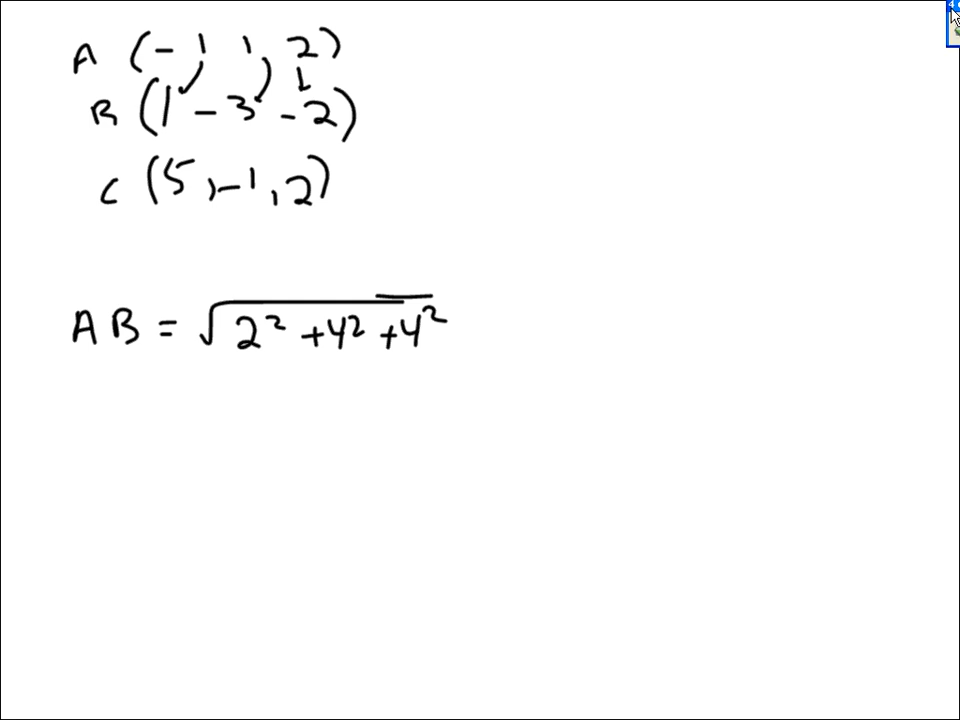 A (-1 1, 2)
B (1 -3 -2)
C (5, -1, 2)
AB = √2² + 4² + 4²